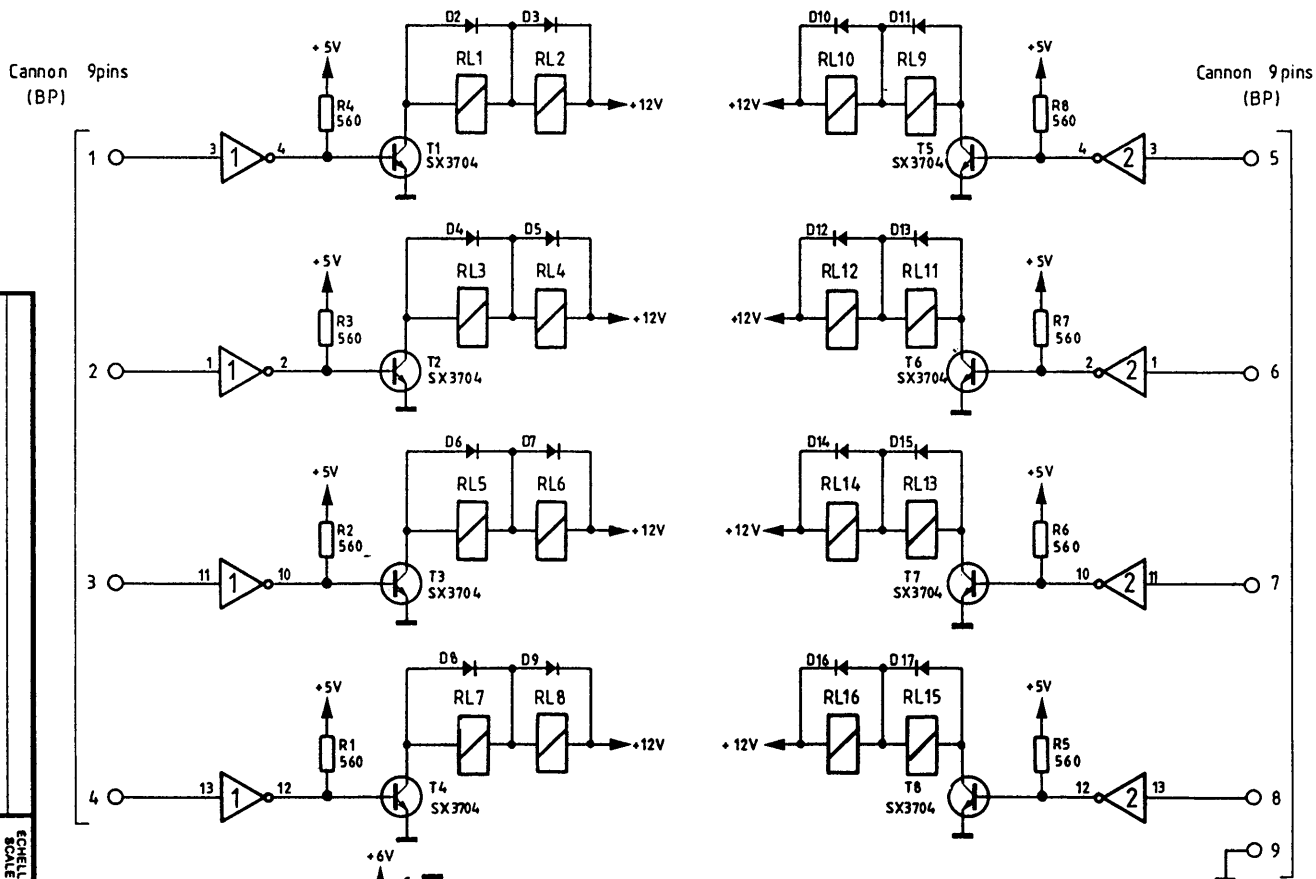 D2 D3
D10 D11
+5V
RL1 RL2
RL10 RL9
+5V
Cannon 9pins
(BP)
Cannon 9pins
(BP)
R4
560
+12V
+12V
R8
560
1
3
1
4
T1
SX3704
T5
SX3704
4
2
3
5
D4 D5
D12 D13
+5V
RL3 RL4
RL12 RL11
+5V
R3
560
+12V
+12V
R7
560
2
1
1
2
T2
SX3704
T6
SX3704
2
2
1
6
D6 D7
D14 D15
+5V
RL5 RL6
RL14 RL13
+5V
R2
560
+12V
+12V
R6
560
3
11
1
10
T3
SX3704
T7
SX3704
10
2
11
7
D8 D9
D16 D17
+5V
RL7 RL8
RL16 RL15
+5V
R1
560
+12V
+12V
R5
560
4
13
1
12
T4
SX3704
T8
SX3704
12
2
13
8
+6V
9
SCALE